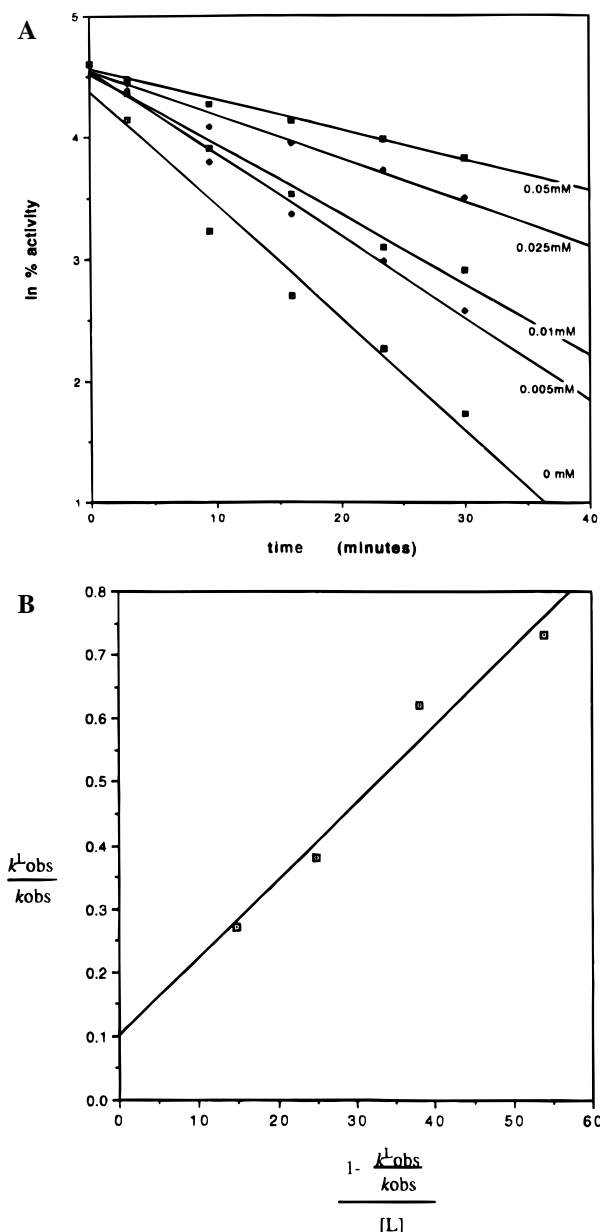 A
5
4
3
2
1
ln % activity
0.05mM
0.025mM
0.01mM
0.005mM
0 mM
0 10 20 30 40
time (minutes)
B
0.8
0.7
0.6
0.5
0.4
0.3
0.2
0.1
0.0
kᴸobs
kobs
0 10 20 30 40 50 60
1- kᴸobs
kobs
[L]